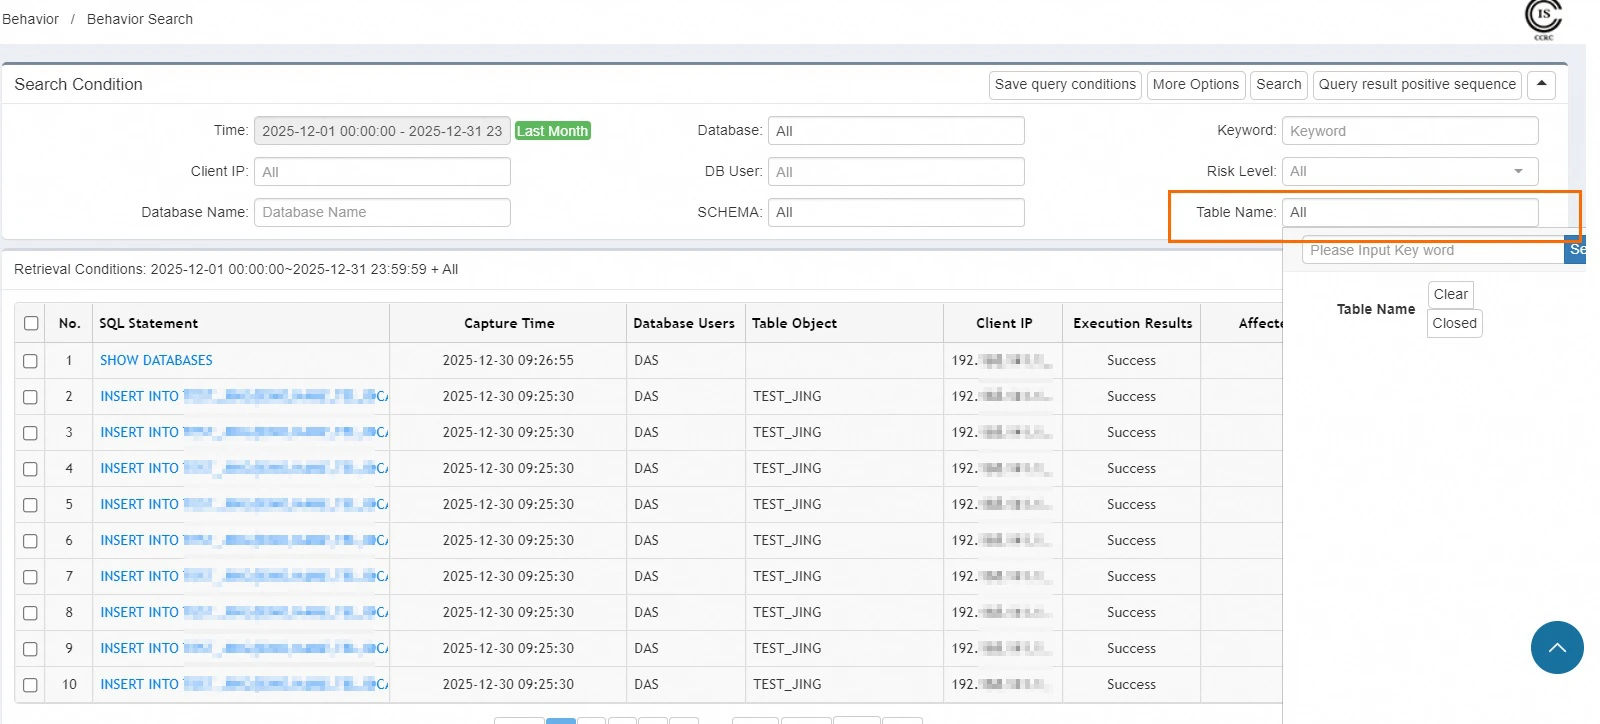 Behavior / Behavior Search
IS
CCRC
Search Condition
Save query conditions
More Options
Search
Query result positive sequence
Time: 2025-12-01 00:00:00 - 2025-12-31 23 Last Month
Database: All
Keyword: Keyword
Client IP: All
DB User: All
Risk Level: All
Database Name: Database Name
SCHEMA: All
Table Name: All
Please Input Key word
Se
Table Name
Clear
Closed
Retrieval Conditions: 2025-12-01 00:00:00~2025-12-31 23:59:59 + All
No. SQL Statement Capture Time Database Users Table Object Client IP Execution Results Affecte
1 SHOW DATABASES 2025-12-30 09:26:55 DAS 192. Success
2 INSERT INTO 2025-12-30 09:25:30 DAS TEST_JING 192. Success
3 INSERT INTO 2025-12-30 09:25:30 DAS TEST_JING 192. Success
4 INSERT INTO 2025-12-30 09:25:30 DAS TEST_JING 192. Success
5 INSERT INTO 2025-12-30 09:25:30 DAS TEST_JING 192. Success
6 INSERT INTO 2025-12-30 09:25:30 DAS TEST_JING 192. Success
7 INSERT INTO 2025-12-30 09:25:30 DAS TEST_JING 192. Success
8 INSERT INTO 2025-12-30 09:25:30 DAS TEST_JING 192. Success
9 INSERT INTO 2025-12-30 09:25:30 DAS TEST_JING 192. Success
10 INSERT INTO 2025-12-30 09:25:30 DAS TEST_JING 192. Success